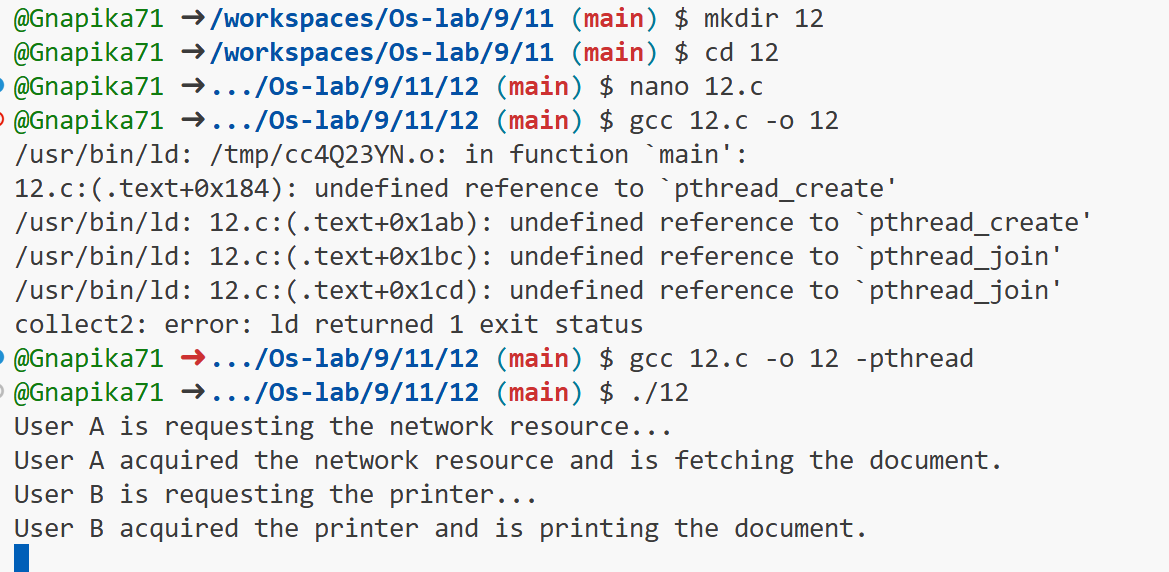 @Gnapika71 ➜/workspaces/Os-lab/9/11 (main) $ mkdir 12
@Gnapika71 ➜/workspaces/Os-lab/9/11 (main) $ cd 12
@Gnapika71 ➜.../Os-lab/9/11/12 (main) $ nano 12.c
@Gnapika71 ➜.../Os-lab/9/11/12 (main) $ gcc 12.c -o 12
/usr/bin/ld: /tmp/cc4Q23YN.o: in function `main':
12.c:(.text+0x184): undefined reference to `pthread_create'
/usr/bin/ld: 12.c:(.text+0x1ab): undefined reference to `pthread_create'
/usr/bin/ld: 12.c:(.text+0x1bc): undefined reference to `pthread_join'
/usr/bin/ld: 12.c:(.text+0x1cd): undefined reference to `pthread_join'
collect2: error: ld returned 1 exit status
@Gnapika71 ➜.../Os-lab/9/11/12 (main) $ gcc 12.c -o 12 -pthread
@Gnapika71 ➜.../Os-lab/9/11/12 (main) $ ./12
User A is requesting the network resource...
User A acquired the network resource and is fetching the document.
User B is requesting the printer...
User B acquired the printer and is printing the document.